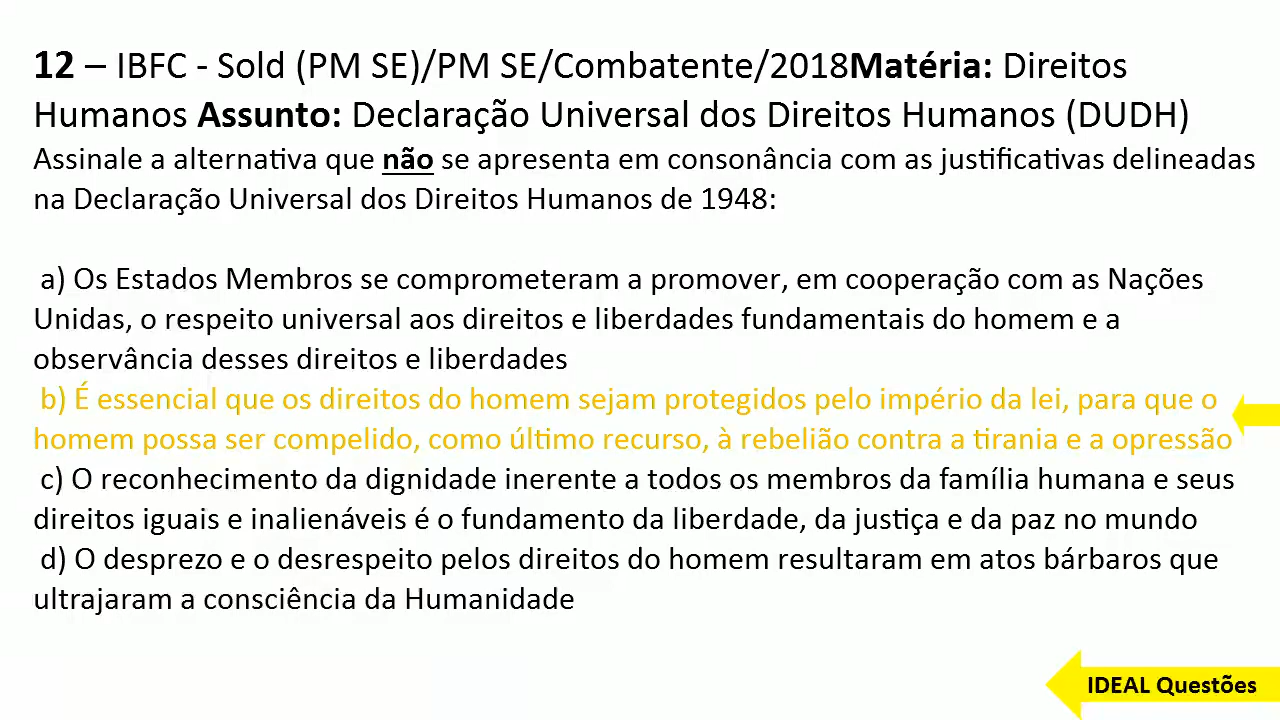 12 – IBFC - Sold (PM SE)/PM SE/Combatente/2018Matéria: Direitos
Humanos Assunto: Declaração Universal dos Direitos Humanos (DUDH)
Assinale a alternativa que não se apresenta em consonância com as justificativas delineadas
na Declaração Universal dos Direitos Humanos de 1948:
a) Os Estados Membros se comprometeram a promover, em cooperação com as Nações
Unidas, o respeito universal aos direitos e liberdades fundamentais do homem e a
observância desses direitos e liberdades
b) É essencial que os direitos do homem sejam protegidos pelo império da lei, para que o
homem possa ser compelido, como último recurso, à rebelião contra a tirania e a opressão
c) O reconhecimento da dignidade inerente a todos os membros da família humana e seus
direitos iguais e inalienáveis é o fundamento da liberdade, da justiça e da paz no mundo
d) O desprezo e o desrespeito pelos direitos do homem resultaram em atos bárbaros que
ultrajaram a consciência da Humanidade
IDEAL Questões